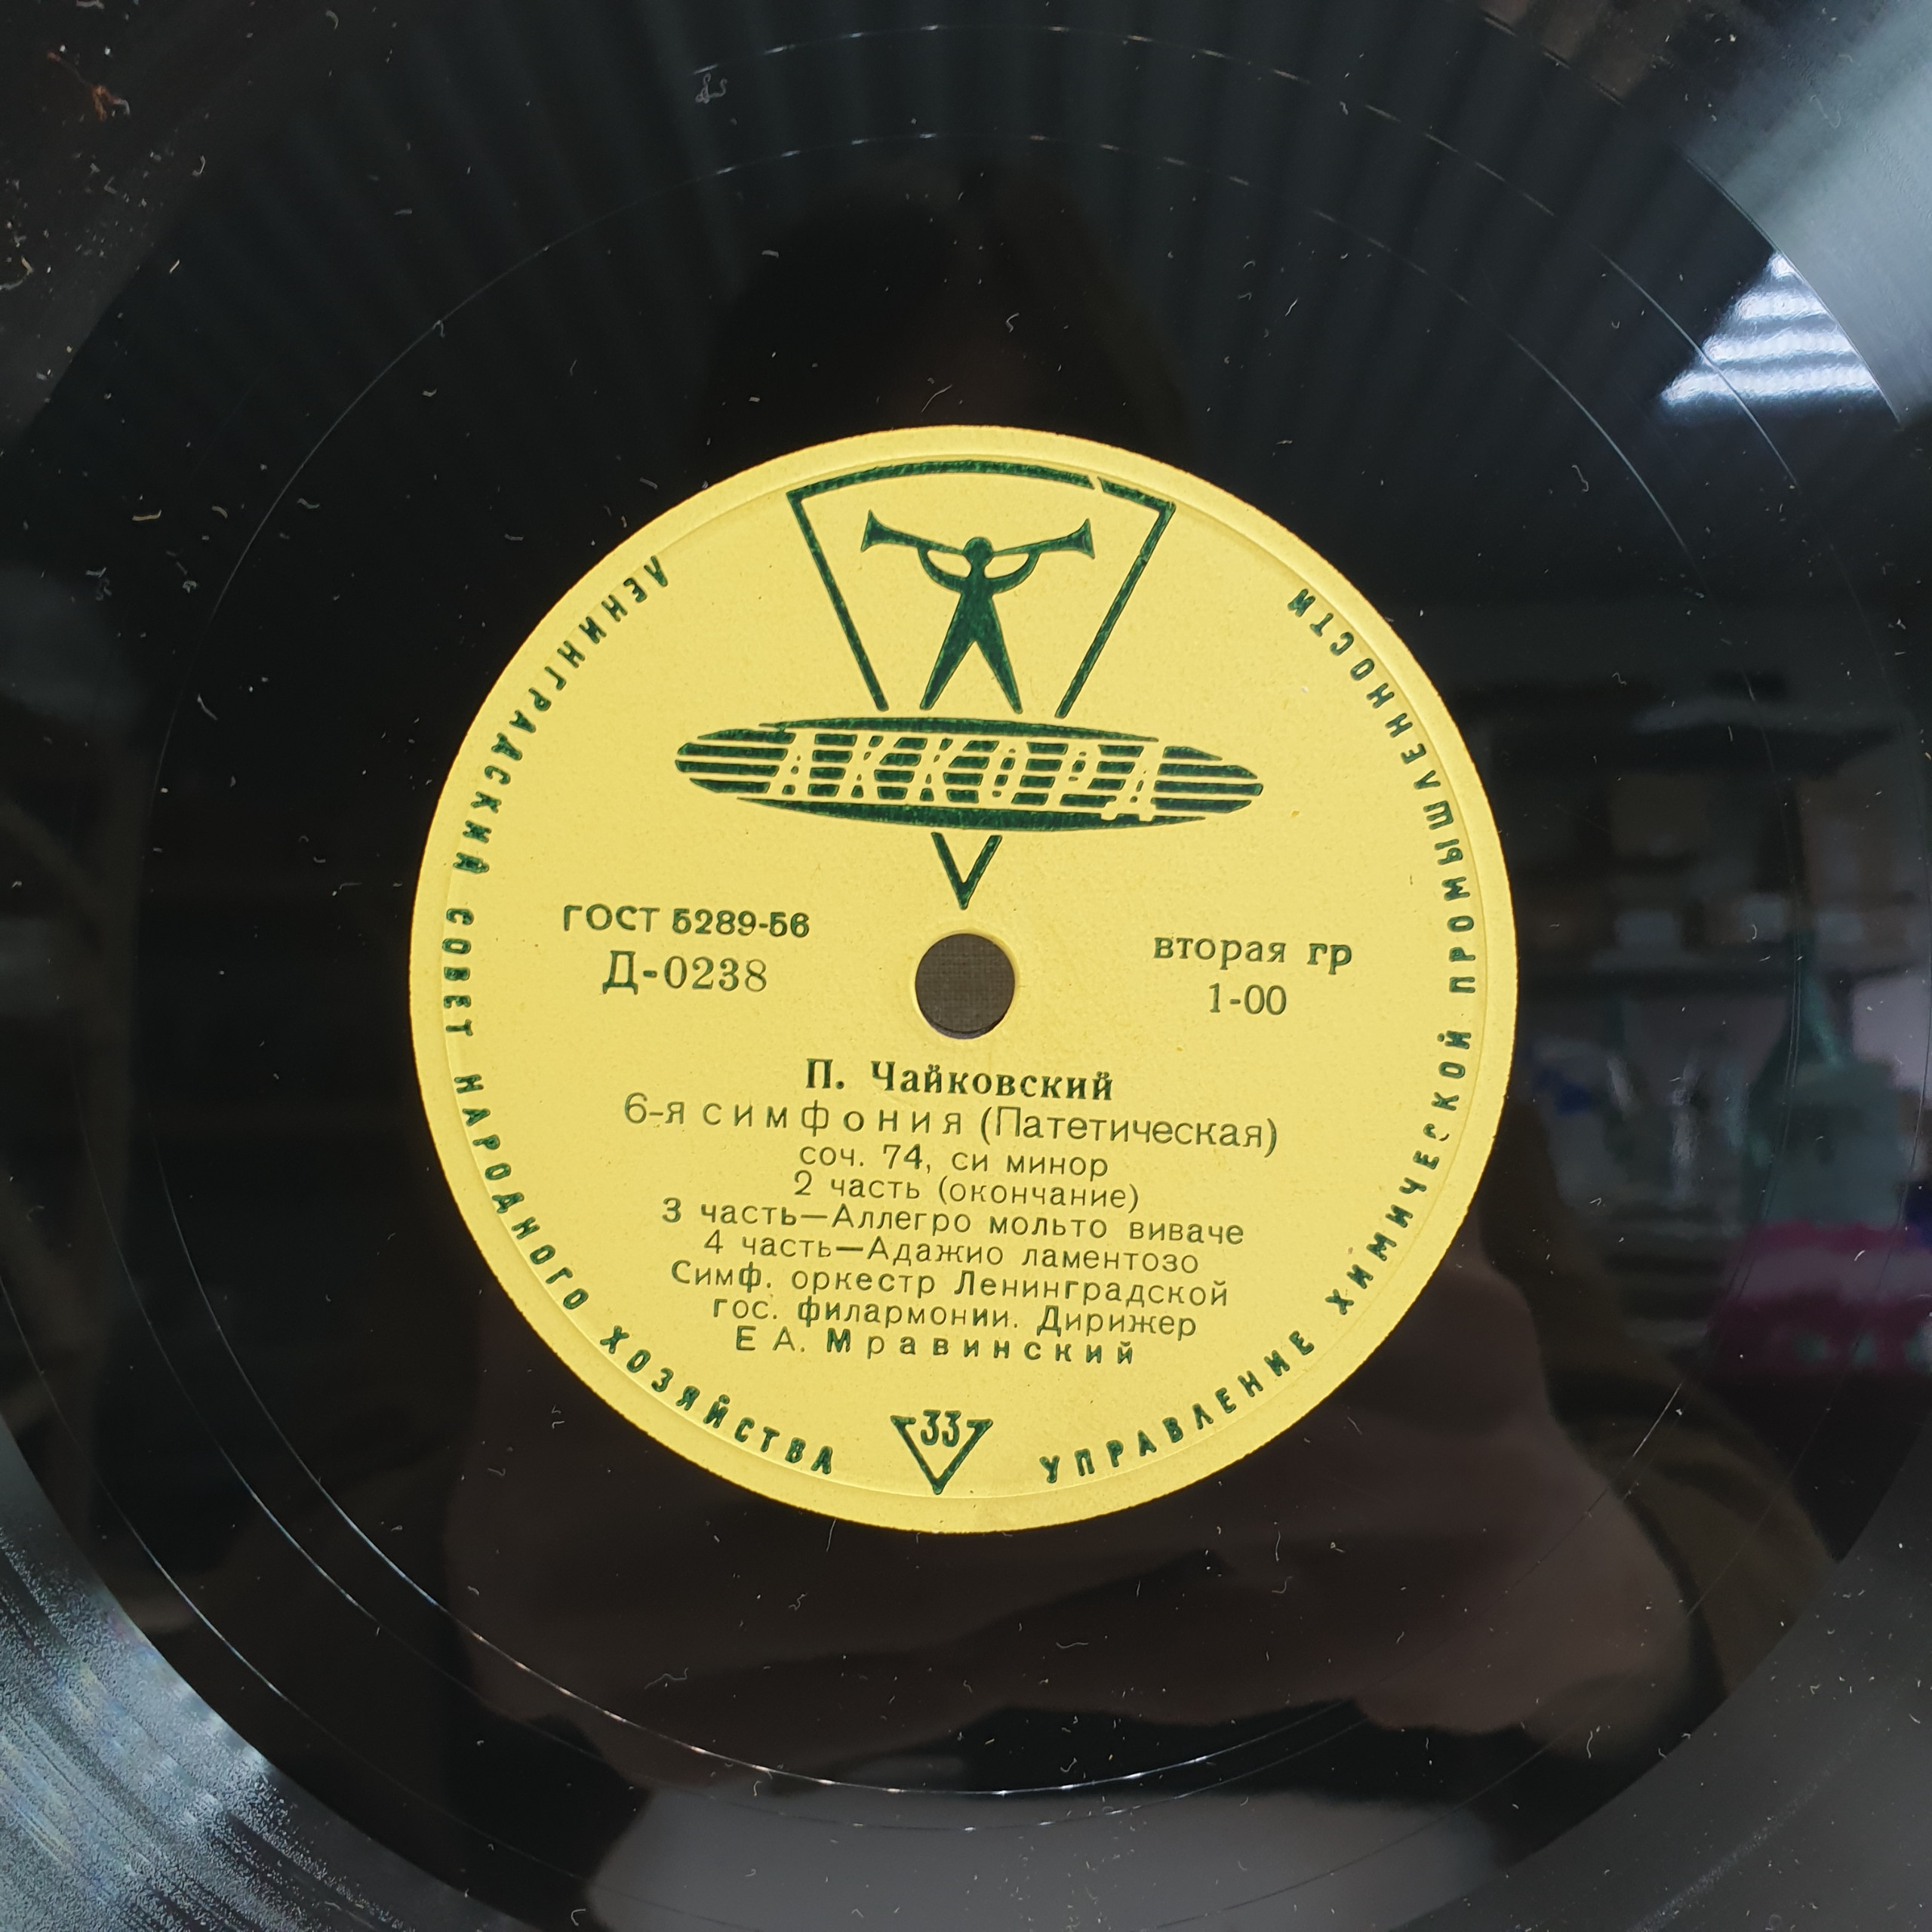 АККОРД
ЛЕНИНГРАДСКИЙ СОВЕТ НАРОДНОГО ХОЗЯЙСТВА
УПРАВЛЕНИЕ ХИМИЧЕСКОЙ ПРОМЫШЛЕННОСТИ
ГОСТ 5289-56
Д-0238
вторая гр
1-00
П. Чайковский
6-я симфония (Патетическая)
соч. 74, си минор
2 часть (окончание)
3 часть—Аллегро мольто виваче
4 часть—Адажио ламентозо
Симф. оркестр Ленинградской
гос. филармонии. Дирижер
Е А. Мравинский
33